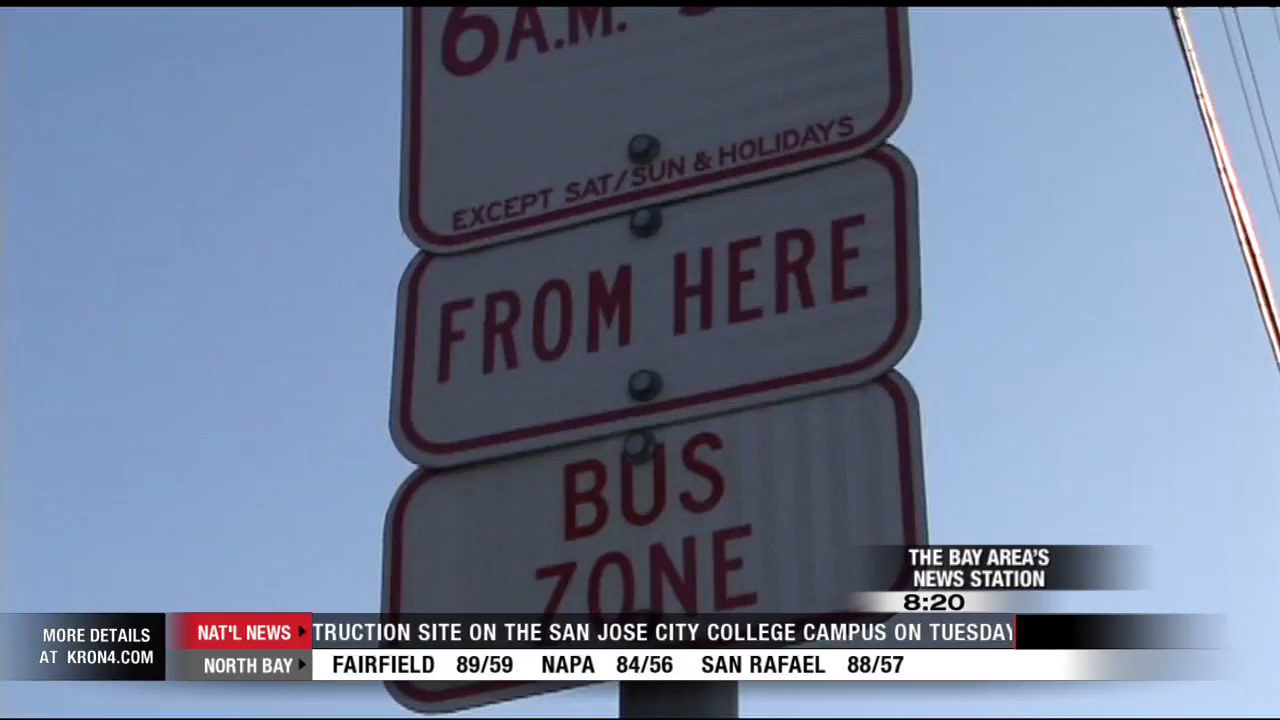 6 A.M.
EXCEPT SAT/SUN & HOLIDAYS
FROM HERE
BUS
ZONE
THE BAY AREA'S
NEWS STATION
8:20
MORE DETAILS
AT KRON4.COM
NAT'L NEWS
TRUCTION SITE ON THE SAN JOSE CITY COLLEGE CAMPUS ON TUESDAY
NORTH BAY
FAIRFIELD 89/59 NAPA 84/56 SAN RAFAEL 88/57